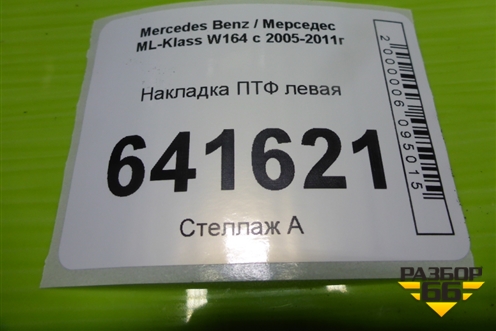 Mercedes Benz / Мерседес
ML-Klass W164 с 2005-2011г
Накладка ПТФ левая
641621
Стеллаж А
2000006095015
РАЗБОР
66